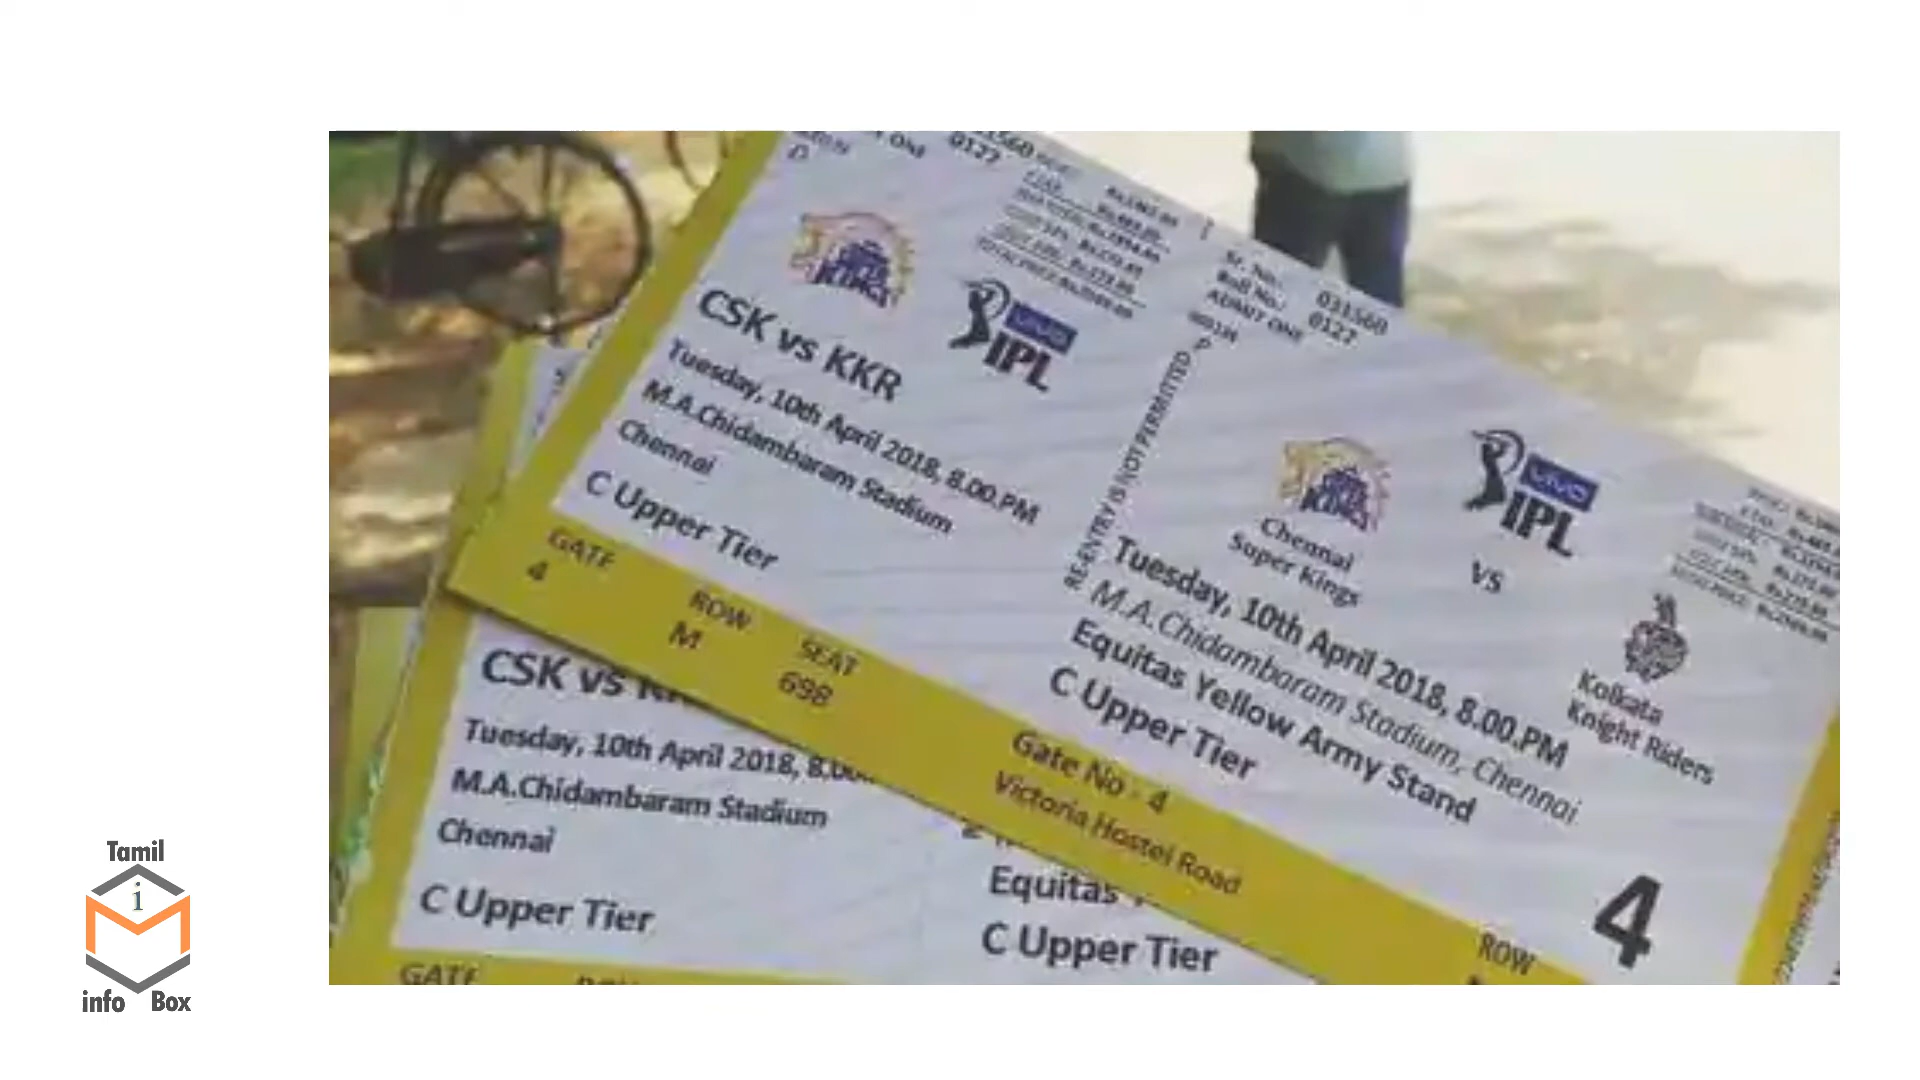 031560
0127
CSK vs KKR
VIVO
IPL
Tuesday, 10th April 2018, 8.00.PM
M.A.Chidambaram Stadium
Chennai
C Upper Tier
GATE
4
ROW
M
SEAT
698
RE-ENTRY IS NOT PERMITTED
Sr. No.: 031560
Roll No.: 0127
ADMIT ONE
Chennai
Super Kings
VIVO
IPL
VS
Kolkata
Knight Riders
Tuesday, 10th April 2018, 8.00.PM
M.A.Chidambaram Stadium, Chennai
Equitas Yellow Army Stand
C Upper Tier
Gate No - 4
Victoria Hostel Road
4
ROW
CSK vs
Tuesday, 10th April 2018,
M.A.Chidambaram Stadium
Chennai
C Upper Tier
GATE
Equitas
C Upper Tier
Tamil
i
info Box